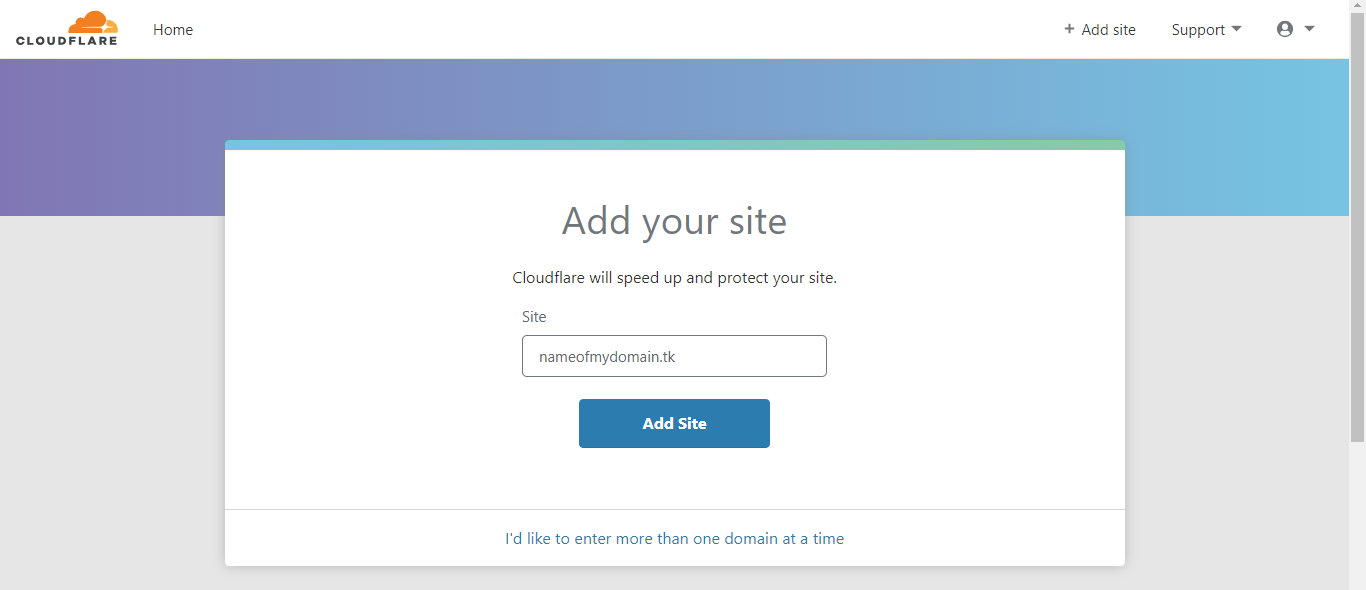 CLOUDFLARE Home + Add site Support
Add your site
Cloudflare will speed up and protect your site.
Site
nameofmydomain.tk
Add Site
I'd like to enter more than one domain at a time